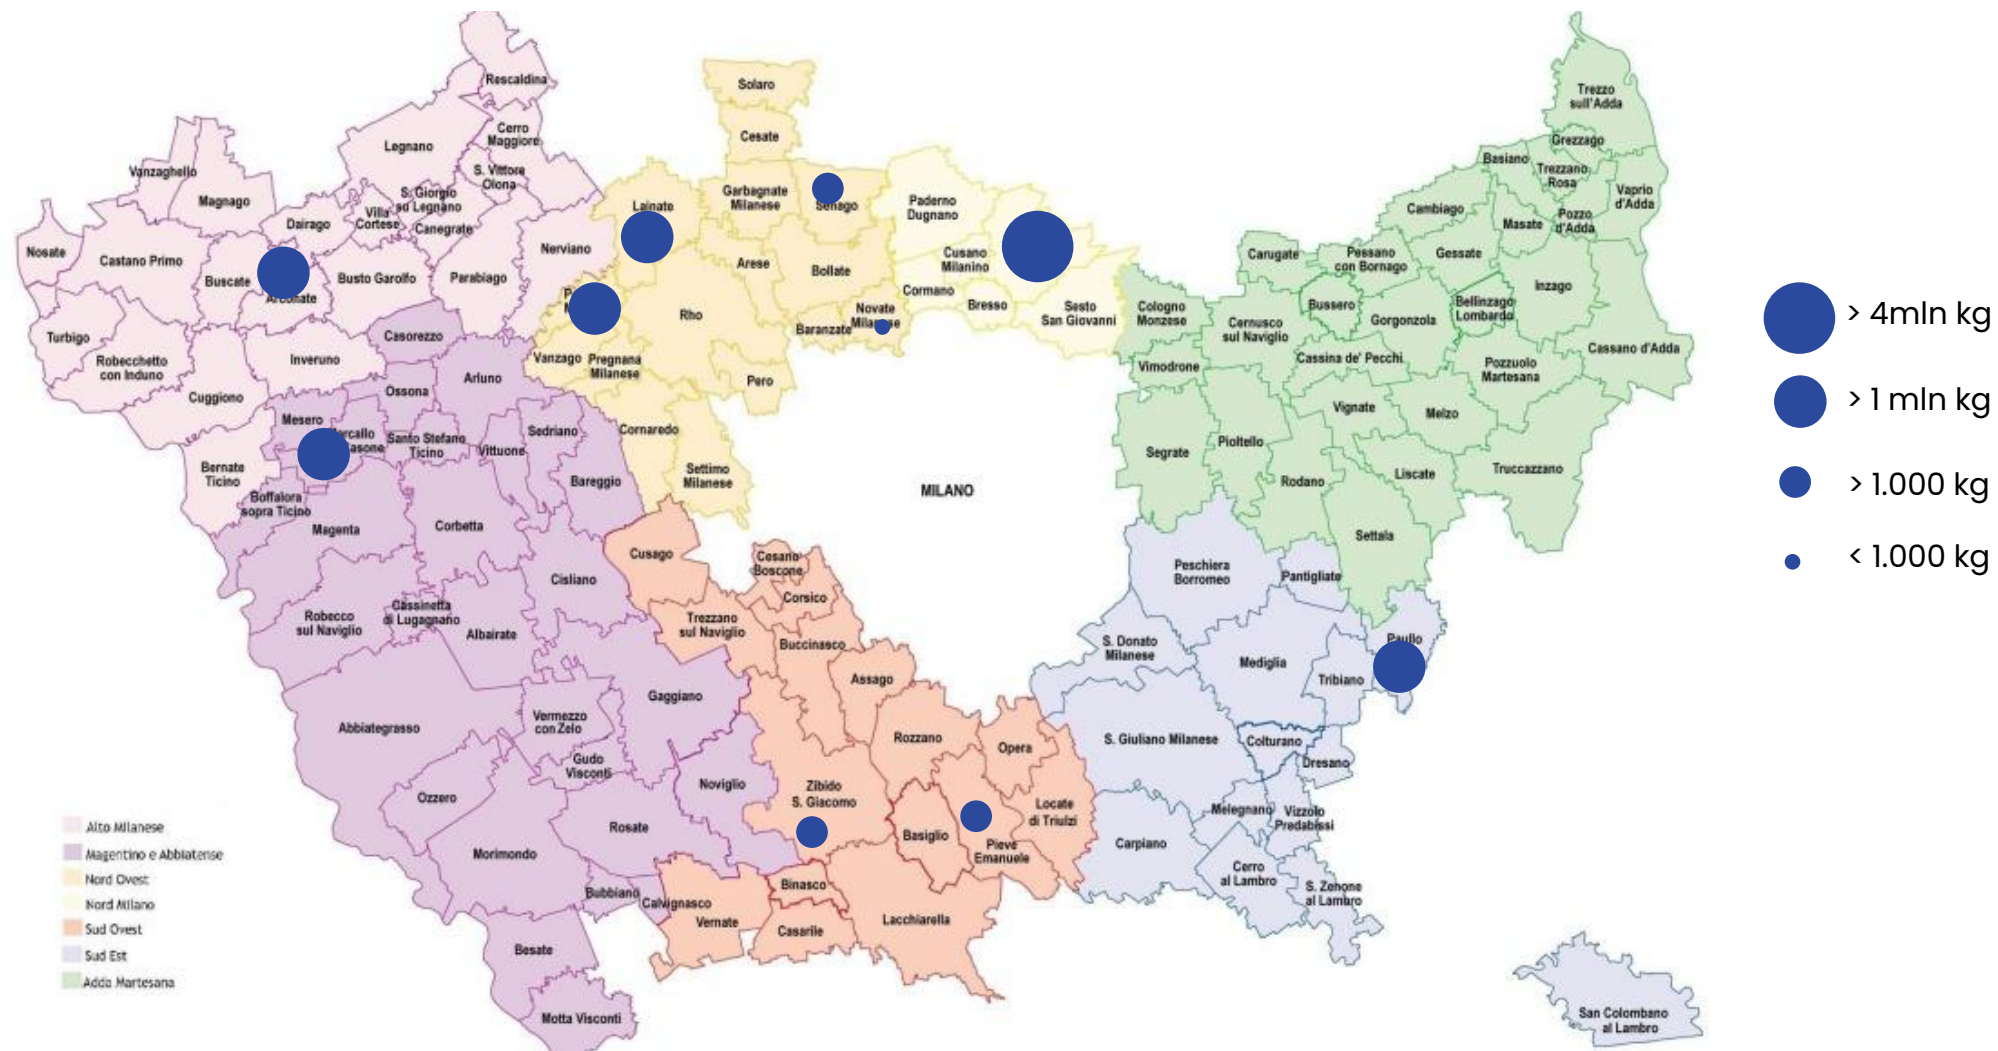 Rescaldina
Solaro
Trezzo
sull'Adda
Cerro
Maggiore
Cesate
Legnano
Grezzago
Basiano
Vanzaghello
S. Vittore
Olona
Trezzano
Rosa
Magnago
S. Giorgio
su Legnano
Garbagnate
Milanese
Senago
Vaprio
d'Adda
Lainate
Paderno
Dugnano
Cambiago
Pozzo
d'Adda
Masate
Dairago
Villa
Cortese
Canegrate
Nosate
Castano Primo
Nerviano
Cusano
Milanino
Carugate
Pessano
con Bornago
Gessate
Buscate
Arconate
Busto Garolfo
Parabiago
Arese
Bollate
Cormano
Bresso
Sesto
San Giovanni
Cologno
Monzese
Bussero
Bellinzago
Lombardo
Inzago
Rho
Baranzate
Novate
Milanese
Cernusco
sul Naviglio
Gorgonzola
> 4mln kg
Turbigo
Casorezzo
Robecchetto
con Induno
Inveruno
Vanzago
Pregnana
Milanese
Vimodrone
Cassina de' Pecchi
Pozzuolo
Martesana
Cassano d'Adda
Cuggiono
Ossona
Arluno
Pero
Vignate
Melzo
> 1 mln kg
Mesero
Santo Stefano
Ticino
Vittuone
Sedriano
Cornaredo
Segrate
Pioltello
Bernate
Ticino
Bareggio
Settimo
Milanese
MILANO
Rodano
Liscate
Truccazzano
> 1.000 kg
Boffalora
sopra Ticino
Magenta
Corbetta
Settala
Cusago
Cesano
Boscone
Peschiera
Borromeo
Pantigliate
< 1.000 kg
Cisliano
Corsico
Robecco
sul Naviglio
Cassinetta
di Lugagnano
Albairate
Trezzano
sul Naviglio
Buccinasco
S. Donato
Milanese
Mediglia
Paullo
Tribiano
Assago
Gaggiano
Abbiategrasso
Vermezzo
con Zelo
Rozzano
Opera
S. Giuliano Milanese
Colturano
Dresano
Gudo
Visconti
Noviglio
Zibido
S. Giacomo
Ozzero
Locate
di Triulzi
Melegnano
Vizzolo
Predabissi
Rosate
Basiglio
Pieve
Emanuele
Carpiano
Morimondo
Cerro
al Lambro
Binasco
S. Zenone
al Lambro
Bubbiano
Calvignasco
Vernate
Casarile
Lacchiarella
Besate
Motta Visconti
San Colombano
al Lambro
Alto Milanese
Magentino e Abbiatense
Nord Ovest
Nord Milano
Sud Ovest
Sud Est
Adda Martesana